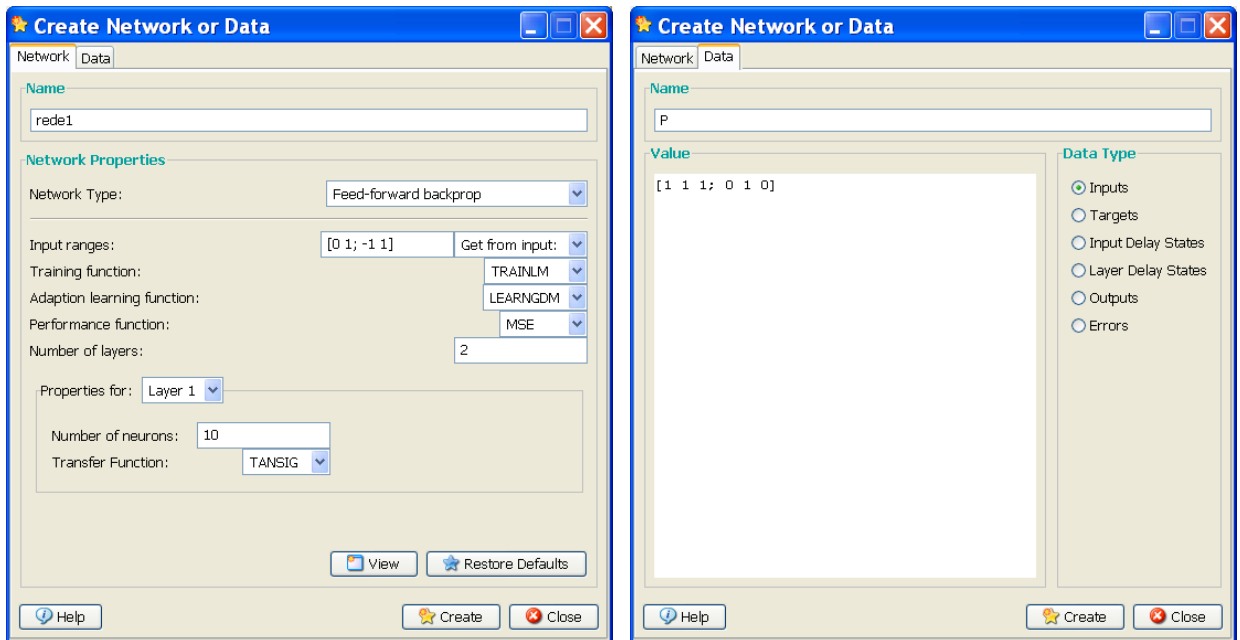 Create Network or Data
Network Data
Name
rede1
Network Properties
Network Type: Feed-forward backprop
Input ranges: [0 1; -1 1] Get from input:
Training function: TRAINLM
Adaption learning function: LEARNGDM
Performance function: MSE
Number of layers: 2
Properties for: Layer 1
Number of neurons: 10
Transfer Function: TANSIG
View Restore Defaults
Help Create Close
Create Network or Data
Network Data
Name
P
Value
[1 1 1; 0 1 0]
Data Type
Inputs
Targets
Input Delay States
Layer Delay States
Outputs
Errors
Help Create Close